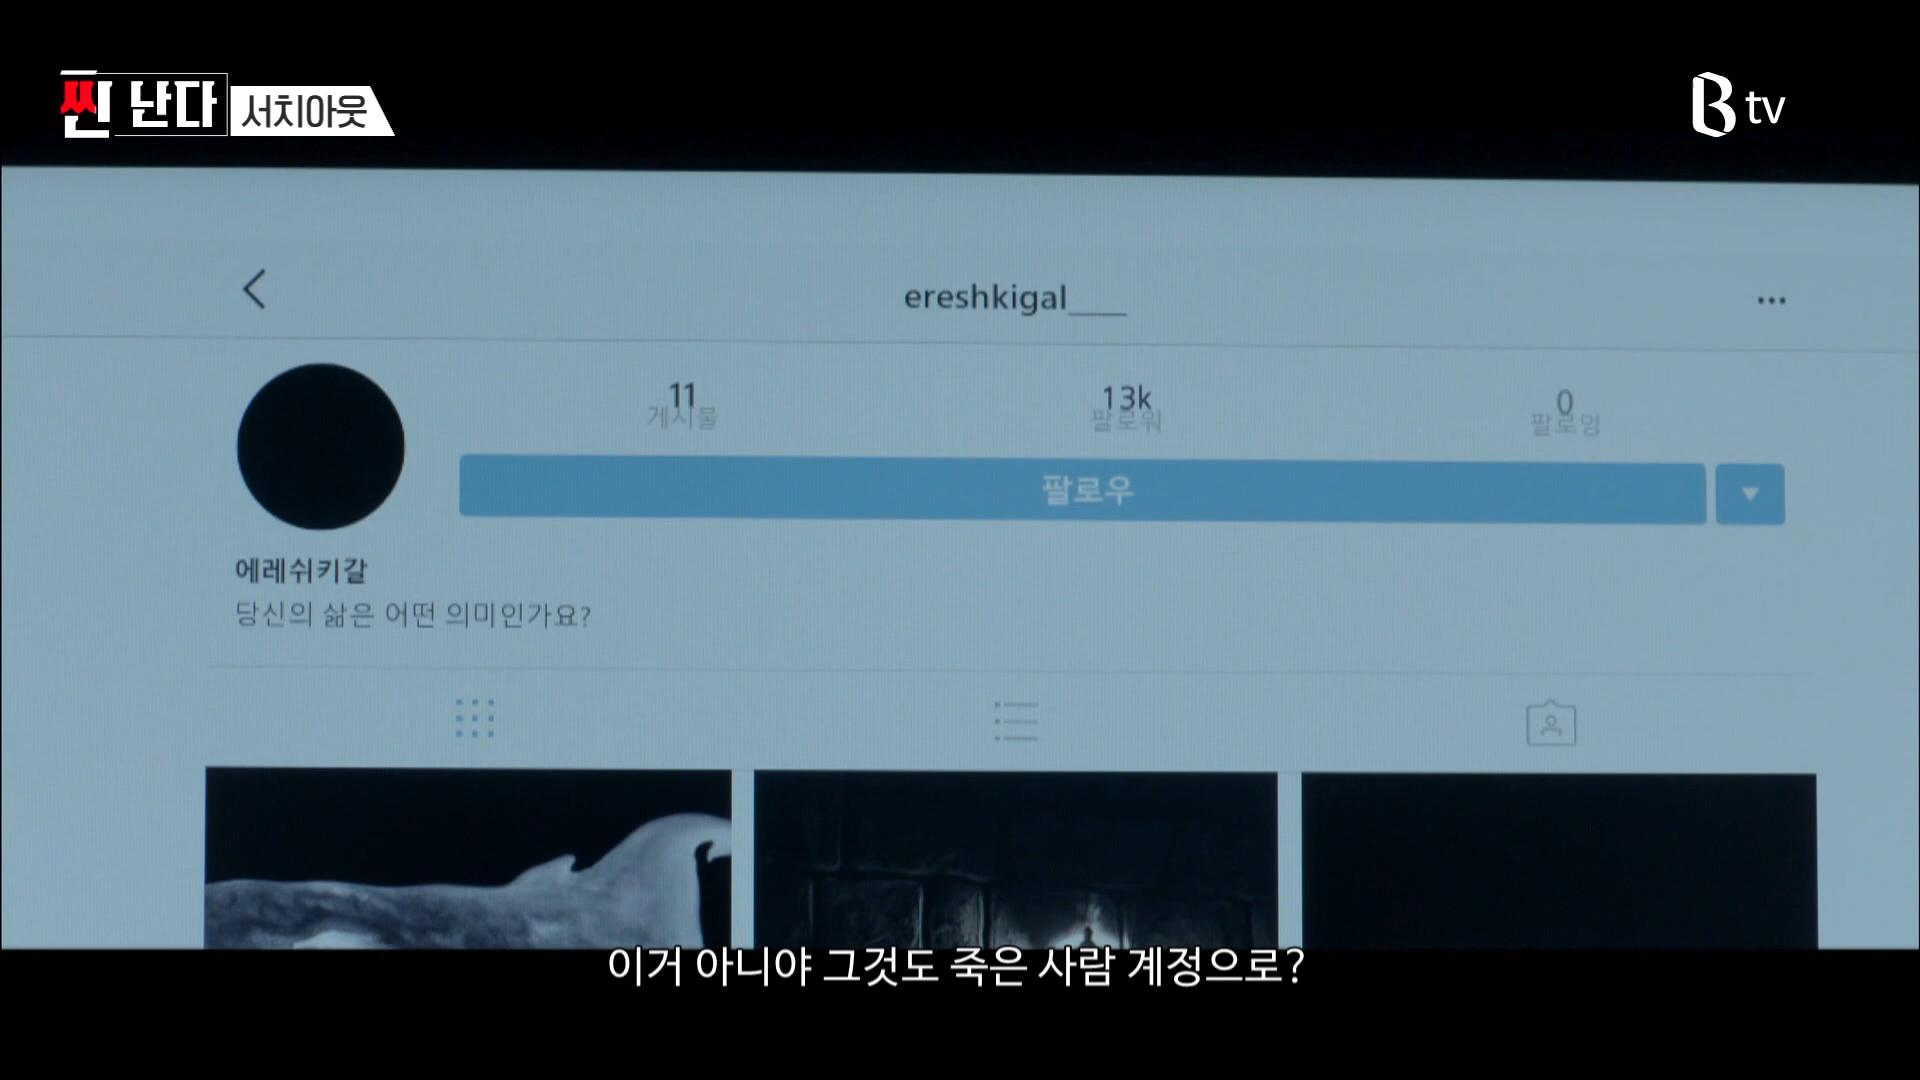 찐 난다 서치아웃
B tv
ereshkigal____
11
게시물
13k
팔로워
0
팔로잉
팔로우
에레쉬키갈
당신의 삶은 어떤 의미인가요?
이거 아니야 그것도 죽은 사람 계정으로?